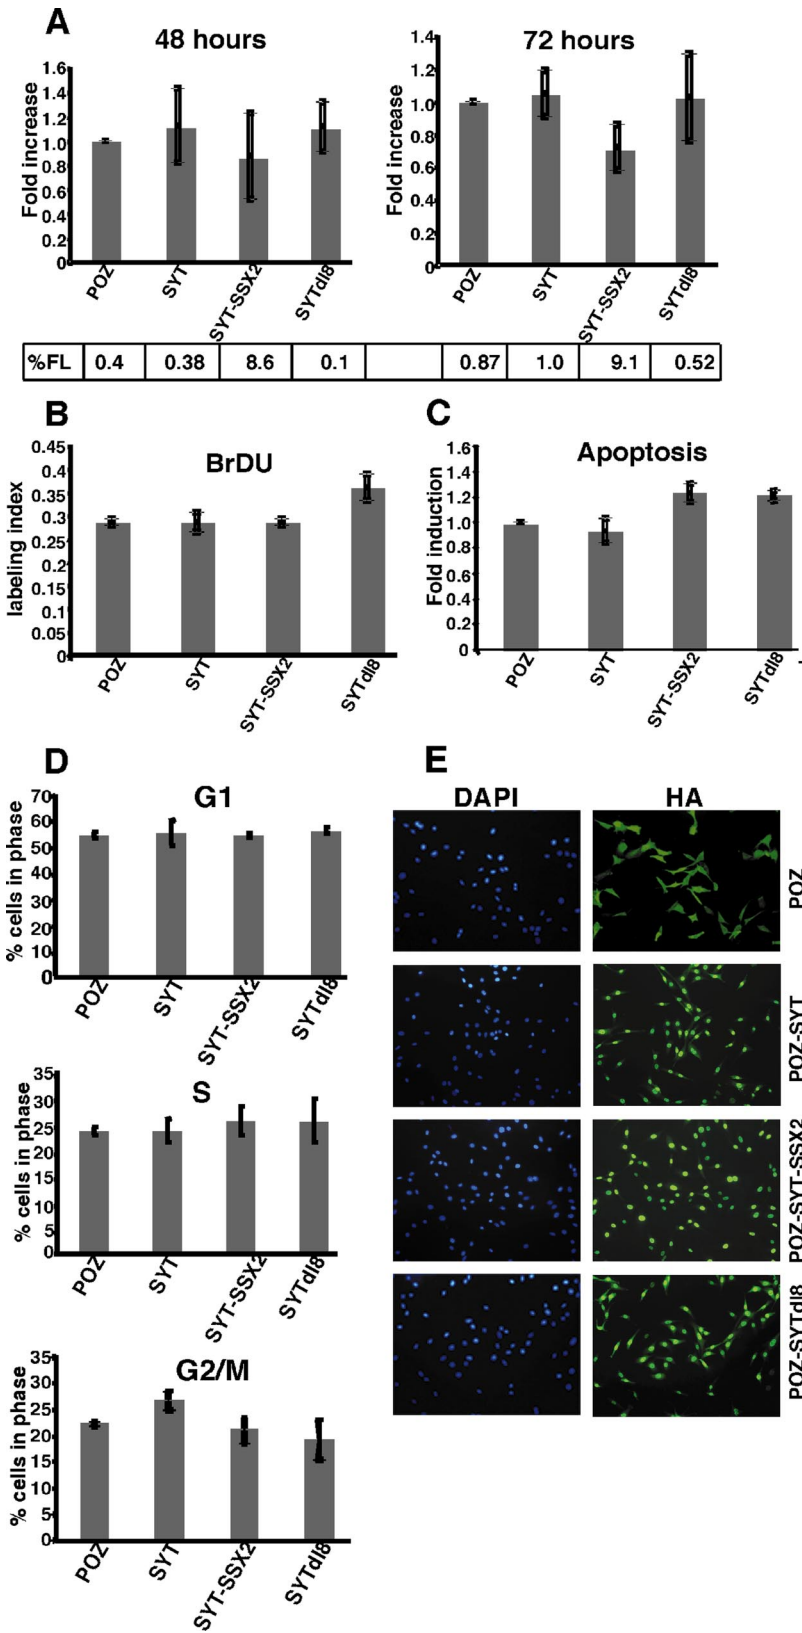 A
48 hours
72 hours
Fold increase
1.6
1.4
1.2
1.0
0.8
0.6
0.4
0.2
0
POZ
SYT
SYT-SSX2
SYTdl8
Fold increase
1.4
1.2
1.0
0.8
0.6
0.4
0.2
0
POZ
SYT
SYT-SSX2
SYTdl8
%FL 0.4 0.38 8.6 0.1 0.87 1.0 9.1 0.52
B
BrDU
labeling index
0.45
0.4
0.35
0.3
0.25
0.2
0.15
0.1
0.05
0
POZ
SYT
SYT-SSX2
SYTdl8
C
Apoptosis
Fold induction
1.6
1.4
1.2
1.0
0.8
0.6
0.4
0.2
0
POZ
SYT
SYT-SSX2
SYTdl8
D
G1
% cells in phase
70
60
50
40
30
20
10
0
POZ
SYT
SYT-SSX2
SYTdl8
S
% cells in phase
35
30
25
20
15
10
5
0
POZ
SYT
SYT-SSX2
SYTdl8
G2/M
% cells in phase
35
30
25
20
15
10
5
0
POZ
SYT
SYT-SSX2
SYTdl8
E
DAPI
HA
POZ
POZ-SYT
POZ-SYT-SSX2
POZ-SYTdl8